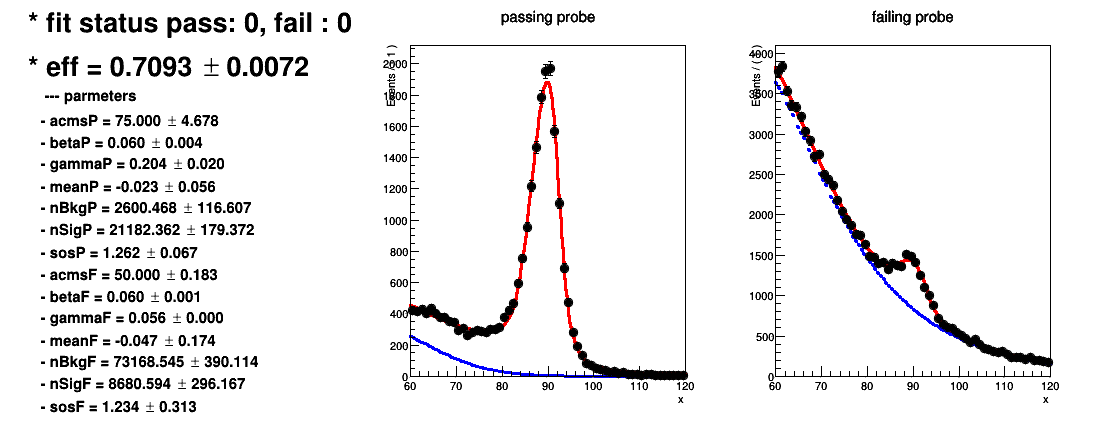 * fit status pass: 0, fail : 0
* eff = 0.7093 ± 0.0072
--- parmeters
- acmsP = 75.000 ± 4.678
- betaP = 0.060 ± 0.004
- gammaP = 0.204 ± 0.020
- meanP = -0.023 ± 0.056
- nBkgP = 2600.468 ± 116.607
- nSigP = 21182.362 ± 179.372
- sosP = 1.262 ± 0.067
- acmsF = 50.000 ± 0.183
- betaF = 0.060 ± 0.001
- gammaF = 0.056 ± 0.000
- meanF = -0.047 ± 0.174
- nBkgF = 73168.545 ± 390.114
- nSigF = 8680.594 ± 296.167
- sosF = 1.234 ± 0.313
passing probe
Events / ( 1 )
2000
1800
1600
1400
1200
1000
800
600
400
200
0
60 70 80 90 100 110 120
x
failing probe
Events / (
4000
3500
3000
2500
2000
1500
1000
500
0
60 70 80 90 100 110 120
x